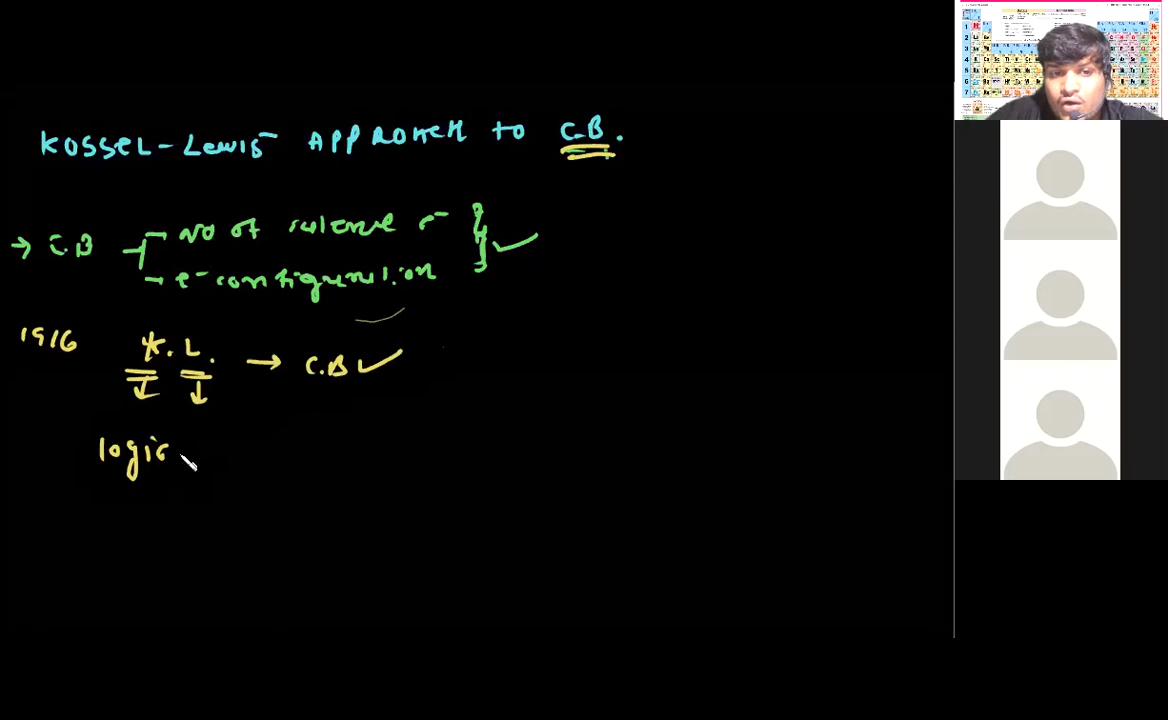 KOSSEL-Lewis APPROACH to C.B.
→ C.B - No of valence e-
- e- configuration
1916 K. L. → C.B ✓
logic